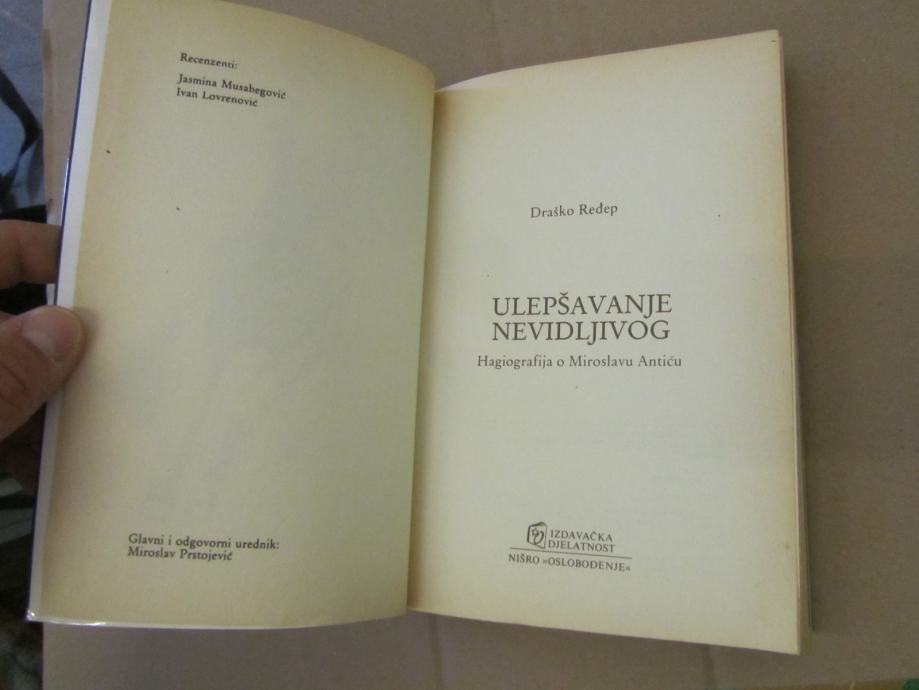 Recenzenti:
Jasmina Musabegović
Ivan Lovrenović
Glavni i odgovorni urednik:
Miroslav Prstojević
Draško Ređep
ULEPŠAVANJE
NEVIDLJIVOG
Hagiografija o Miroslavu Antiću
IZDAVAČKA
DJELATNOST
NIŠRO »OSLOBOĐENJE«